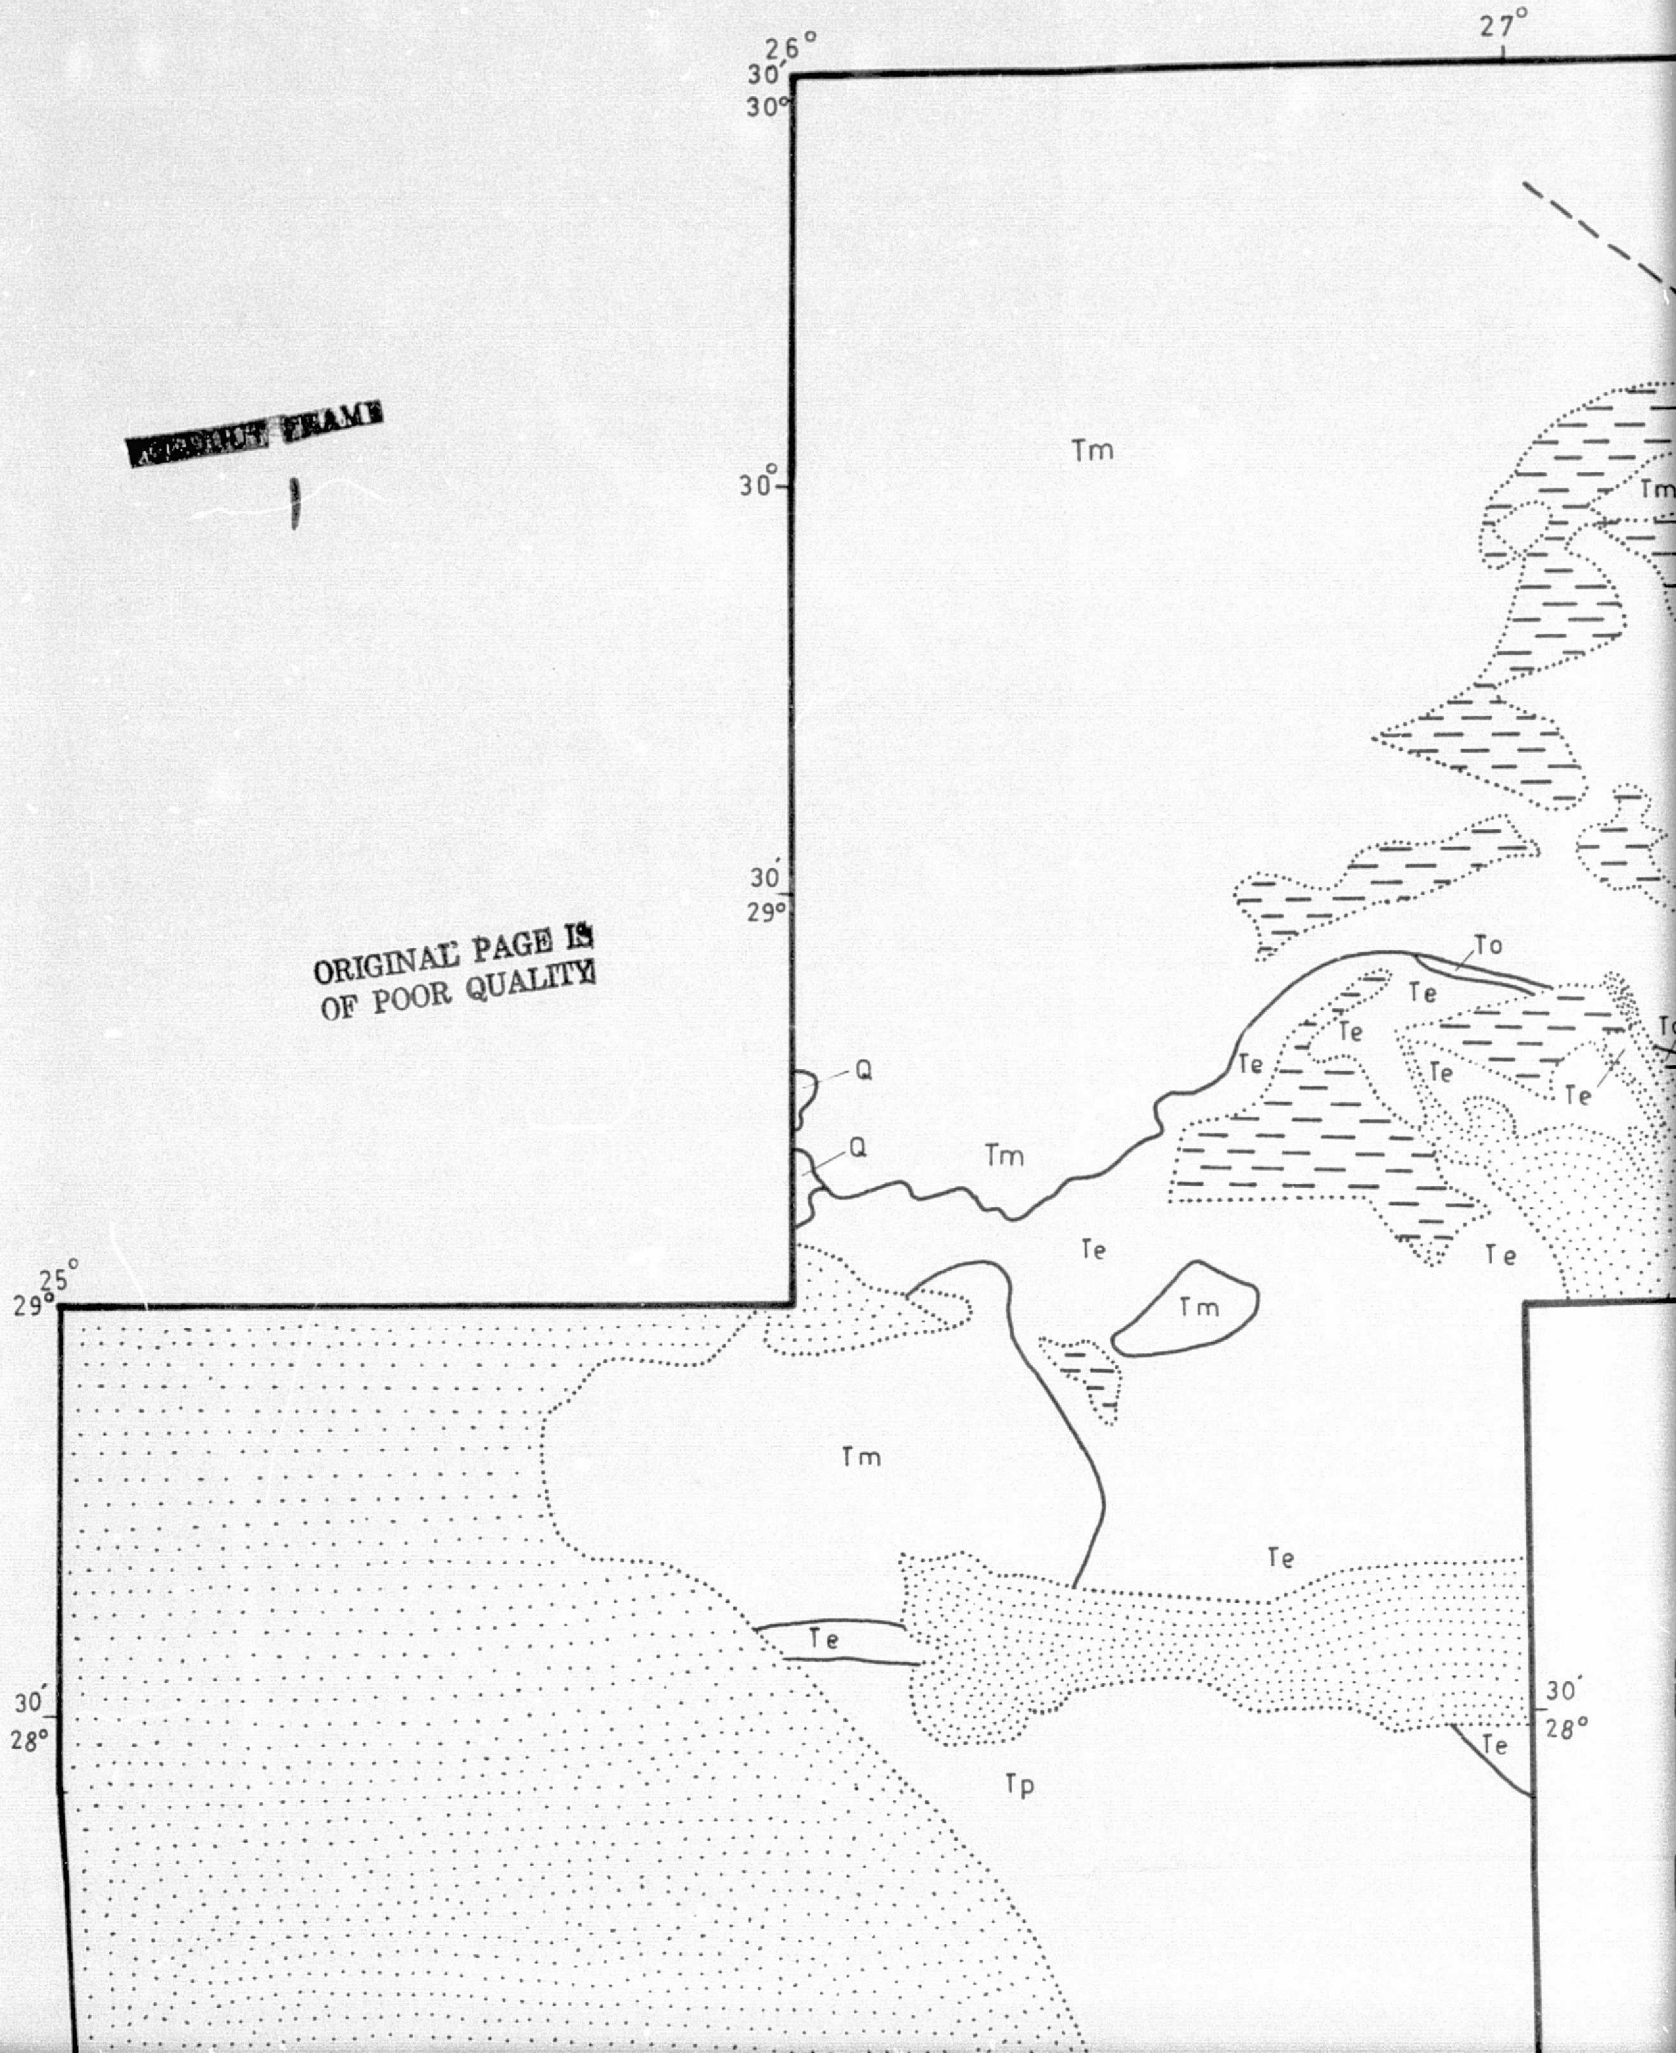 27°
26°
30′
30°
FRAME
Tm
30°
Tm
30′
29°
To
ORIGINAL PAGE IS
OF POOR QUALITY
Te
Te
Te
Te
Te
Q
Q
Tm
Te
Te
25°
29°
Tm
Tm
Te
Te
30′
28°
30′
28°
Te
Tp